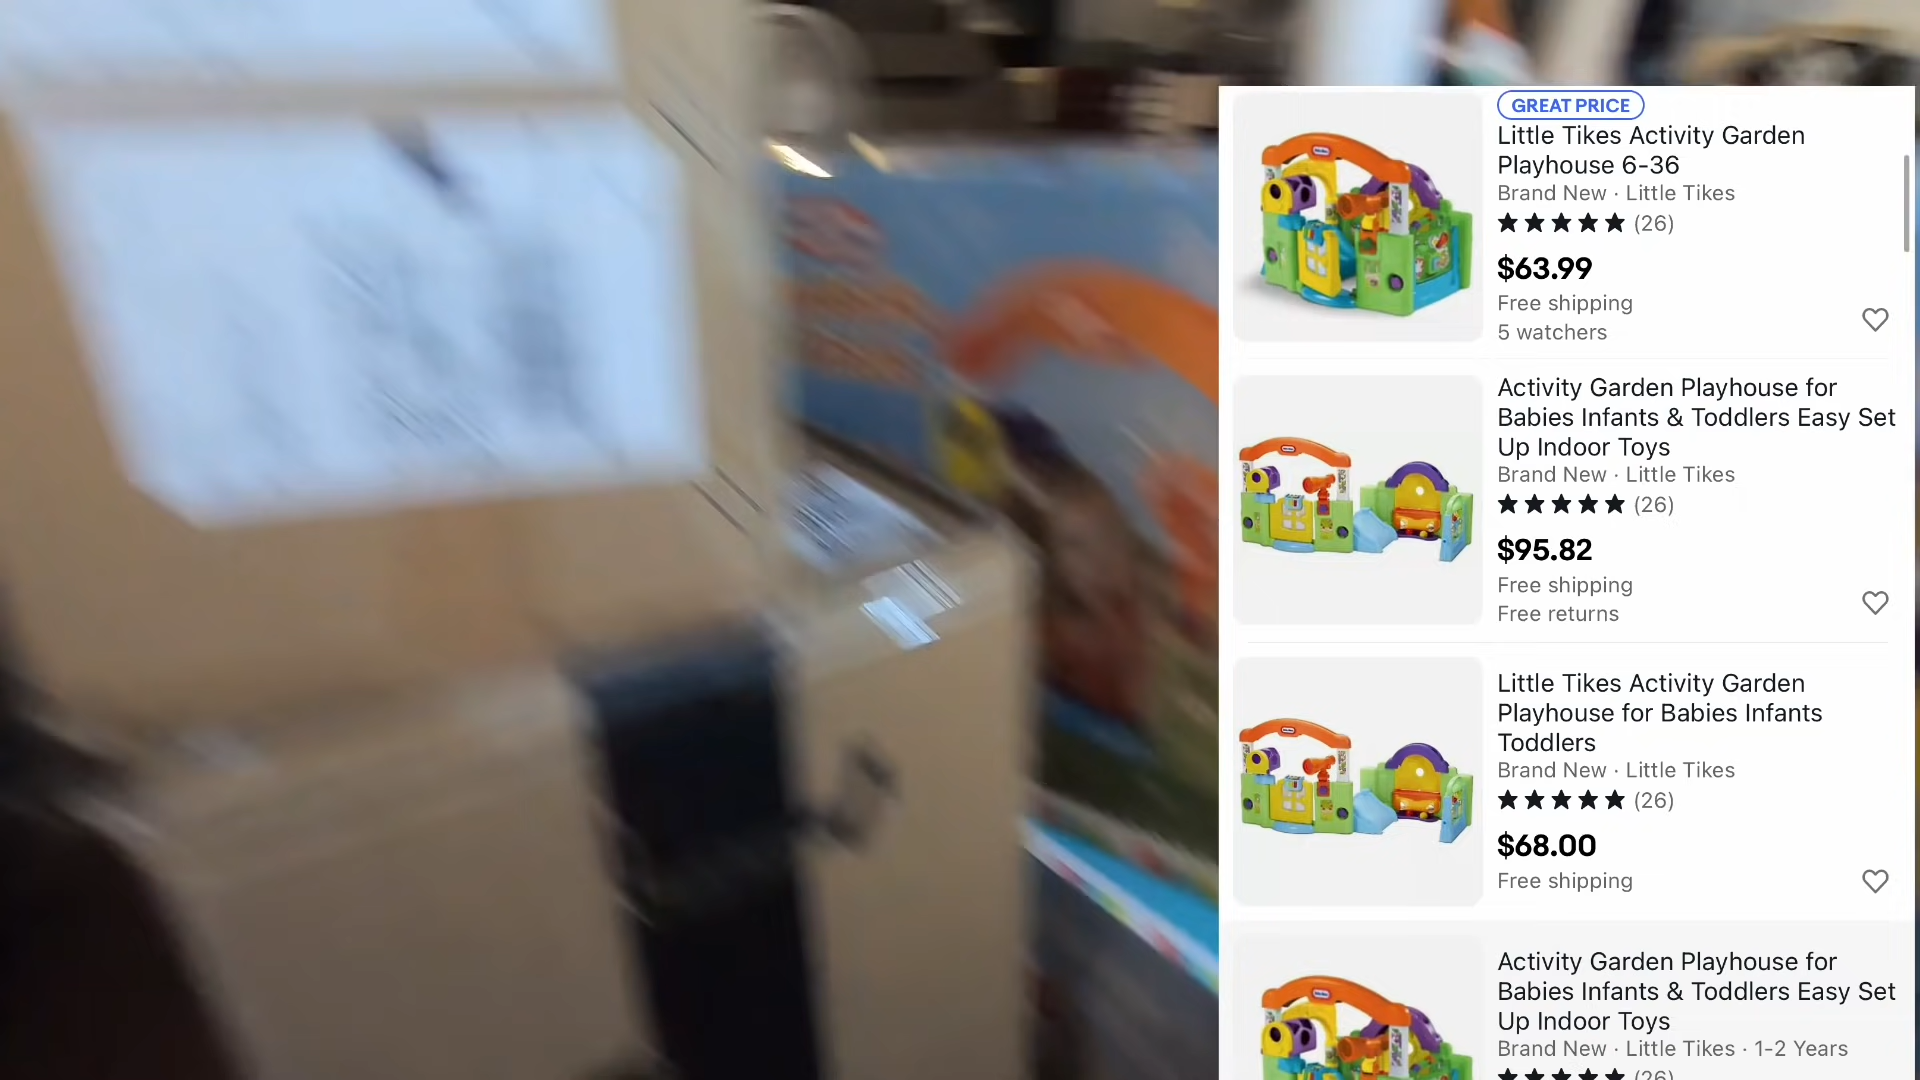 GREAT PRICE
Little Tikes Activity Garden
Playhouse 6-36
Brand New · Little Tikes
(26)
$63.99
Free shipping
5 watchers
Activity Garden Playhouse for
Babies Infants & Toddlers Easy Set
Up Indoor Toys
Brand New · Little Tikes
(26)
$95.82
Free shipping
Free returns
Little Tikes Activity Garden
Playhouse for Babies Infants
Toddlers
Brand New · Little Tikes
(26)
$68.00
Free shipping
Activity Garden Playhouse for
Babies Infants & Toddlers Easy Set
Up Indoor Toys
Brand New · Little Tikes · 1-2 Years
(26)